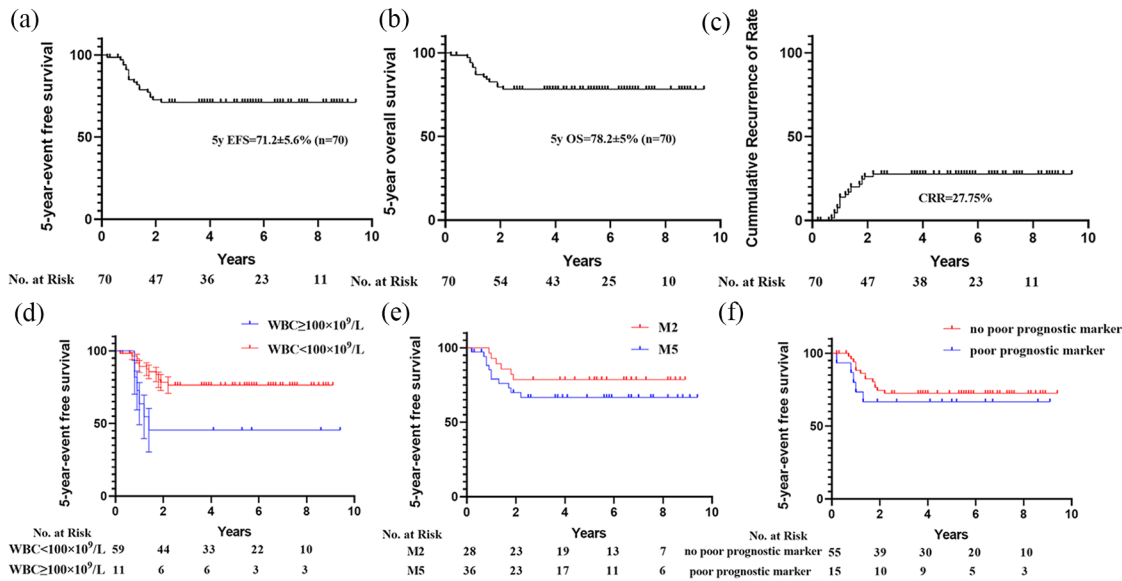 (a)
5-year-event free survival
100
50
0
0 2 4 6 8 10
5y EFS=71.2±5.6% (n=70)
Years
No. at Risk 70 47 36 23 11
(b)
5-year overall survival
100
50
0
0 2 4 6 8 10
5y OS=78.2±5% (n=70)
Years
No. at Risk 70 54 43 25 10
(c)
Cummulative Recurrence of Rate
100
50
0
0 2 4 6 8 10
CRR=27.75%
Years
No. at Risk 70 47 38 23 11
(d)
WBC≥100×10⁹/L
WBC<100×10⁹/L
5-year-event free survival
100
50
0
0 2 4 6 8 10
Years
No. at Risk
WBC<100×10⁹/L 59 44 33 22 10
WBC≥100×10⁹/L 11 6 6 3 3
(e)
M2
M5
5-year-event free survival
100
50
0
0 2 4 6 8 10
Years
No. at Risk
M2 28 23 19 13 7
M5 36 23 17 11 6
(f)
no poor prognostic marker
poor prognostic marker
5-year-event free survival
100
50
0
0 2 4 6 8 10
Years
No. at Risk
no poor prognostic marker 55 39 30 20 10
poor prognostic marker 15 10 9 5 3